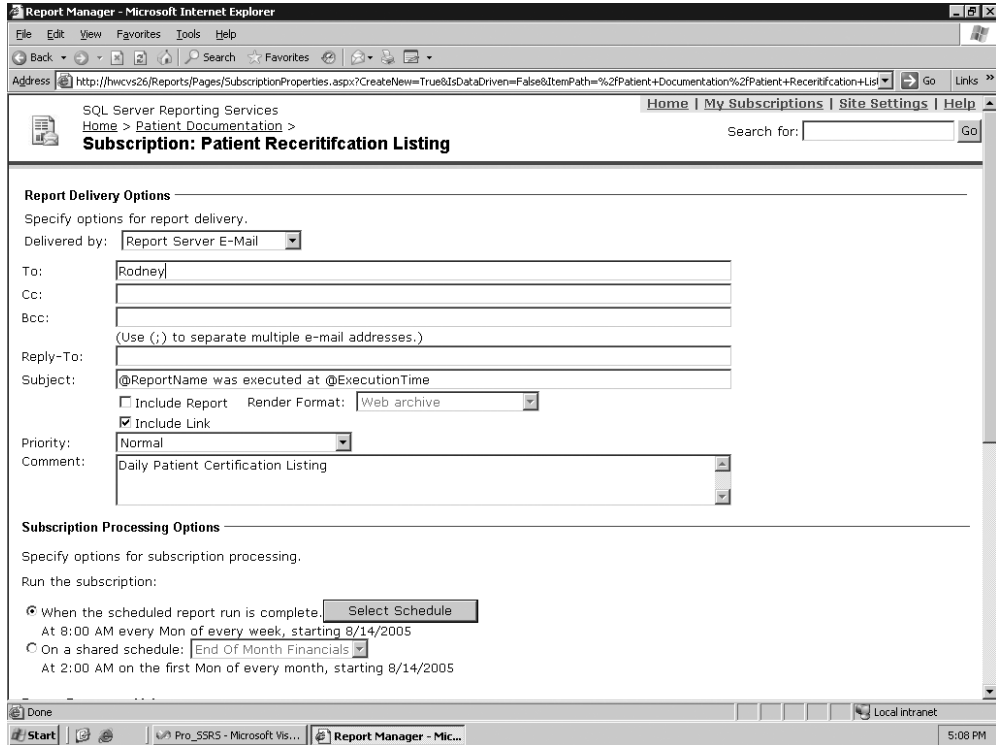 Report Manager - Microsoft Internet Explorer
File Edit View Favorites Tools Help
Back Search Favorites
Address http://hwcvs26/Reports/Pages/SubscriptionProperties.aspx?CreateNew=True&IsDataDriven=False&ItemPath=%2fPatient+Documentation%2fPatient+Receritifcation+Lis Go Links »
SQL Server Reporting Services
Home | My Subscriptions | Site Settings | Help
Home > Patient Documentation >
Search for: Go
Subscription: Patient Receritifcation Listing
Report Delivery Options
Specify options for report delivery.
Delivered by: Report Server E-Mail
To: Rodney
Cc:
Bcc:
(Use (;) to separate multiple e-mail addresses.)
Reply-To:
Subject: @ReportName was executed at @ExecutionTime
Include Report Render Format: Web archive
Include Link
Priority: Normal
Comment: Daily Patient Certification Listing
Subscription Processing Options
Specify options for subscription processing.
Run the subscription:
When the scheduled report run is complete. Select Schedule
At 8:00 AM every Mon of every week, starting 8/14/2005
On a shared schedule: End Of Month Financials
At 2:00 AM on the first Mon of every month, starting 8/14/2005
Done Local intranet
Start Pro_SSRS - Microsoft Vis... Report Manager - Mic... 5:08 PM